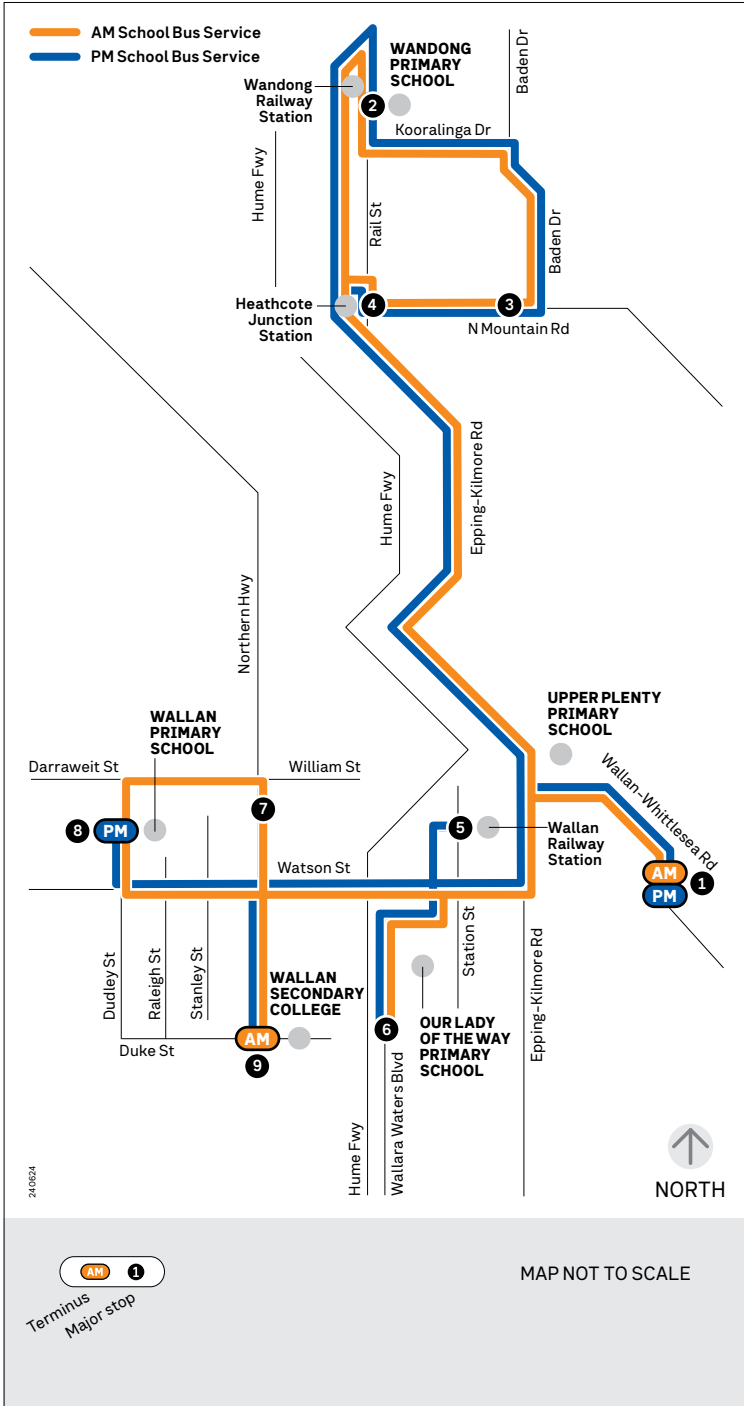 AM School Bus Service
PM School Bus Service
WANDONG
PRIMARY
SCHOOL
Baden Dr
Wandong
Railway
Station
2
Kooralinga Dr
Hume Fwy
Rail St
Baden Dr
Heathcote
Junction
Station
4
3
N Mountain Rd
Hume Fwy
Epping-Kilmore Rd
Northern Hwy
WALLAN
PRIMARY
SCHOOL
UPPER PLENTY
PRIMARY
SCHOOL
Darraweit St
William St
Wallan-Whittlesea Rd
7
8
PM
5
Wallan
Railway
Station
Watson St
AM
PM
1
Dudley St
Raleigh St
Stanley St
Station St
Epping-Kilmore Rd
WALLAN
SECONDARY
COLLEGE
6
OUR LADY
OF THE WAY
PRIMARY
SCHOOL
AM
Duke St
9
Hume Fwy
Wallara Waters Blvd
240624
NORTH
AM
1
Terminus
Major stop
MAP NOT TO SCALE